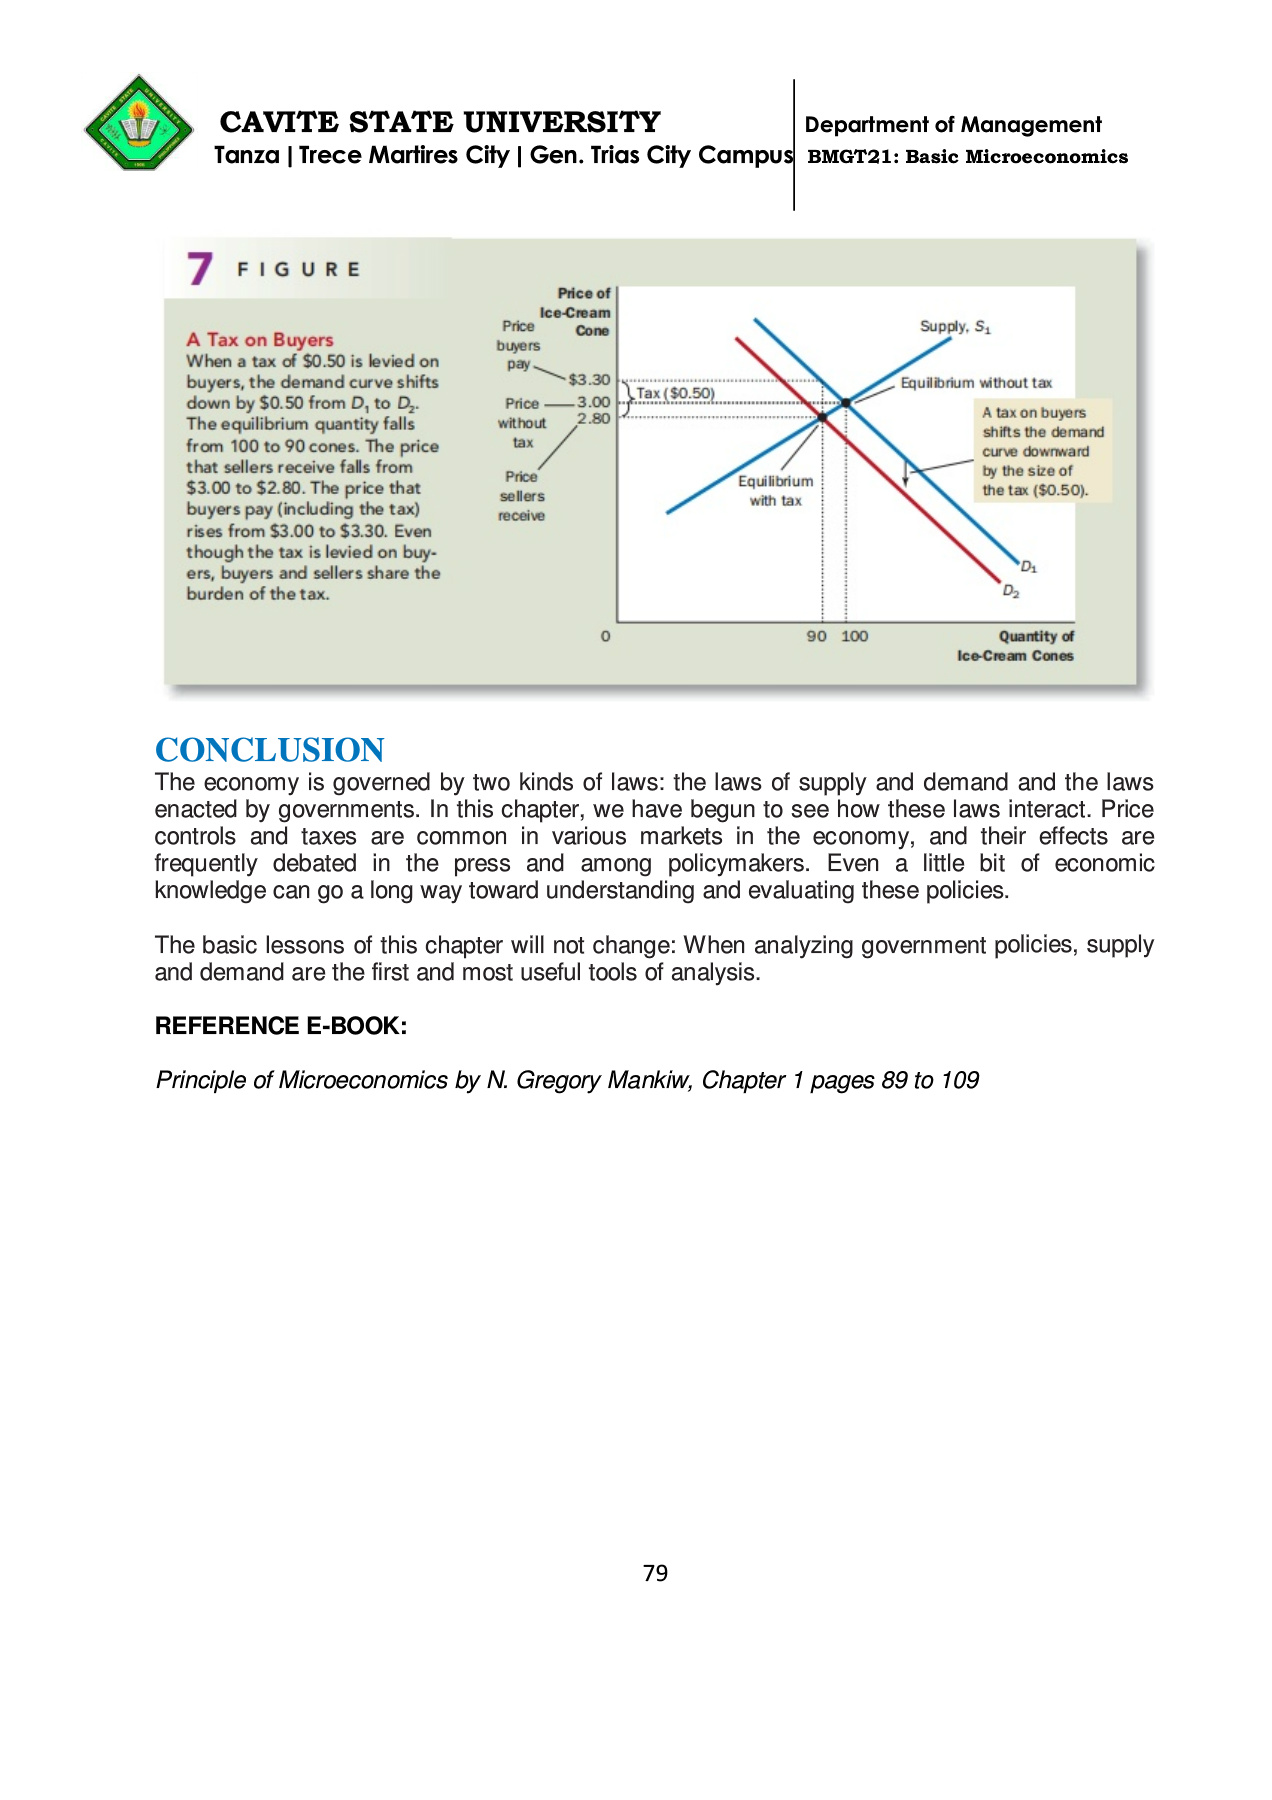 CAVITE STATE UNIVERSITY
Tanza | Trece Martires City | Gen. Trias City Campus
Department of Management
BMGT21: Basic Microeconomics
7 FIGURE
A Tax on Buyers
When a tax of $0.50 is levied on
buyers, the demand curve shifts
down by $0.50 from D1 to D2.
The equilibrium quantity falls
from 100 to 90 cones. The price
that sellers receive falls from
$3.00 to $2.80. The price that
buyers pay (including the tax)
rises from $3.00 to $3.30. Even
though the tax is levied on buy-
ers, buyers and sellers share the
burden of the tax.
Price of
Ice-Cream
Cone
Price
buyers
pay
$3.30
Price
without
tax
3.00
2.80
Price
sellers
receive
Tax ($0.50)
Supply, S1
Equilibrium without tax
A tax on buyers
shifts the demand
curve downward
by the size of
the tax ($0.50).
Equilibrium
with tax
D1
D2
0
90
100
Quantity of
Ice-Cream Cones
CONCLUSION
The economy is governed by two kinds of laws: the laws of supply and demand and the laws
enacted by governments. In this chapter, we have begun to see how these laws interact. Price
controls and taxes are common in various markets in the economy, and their effects are
frequently debated in the press and among policymakers. Even a little bit of economic
knowledge can go a long way toward understanding and evaluating these policies.
The basic lessons of this chapter will not change: When analyzing government policies, supply
and demand are the first and most useful tools of analysis.
REFERENCE E-BOOK:
Principle of Microeconomics by N. Gregory Mankiw, Chapter 1 pages 89 to 109
79